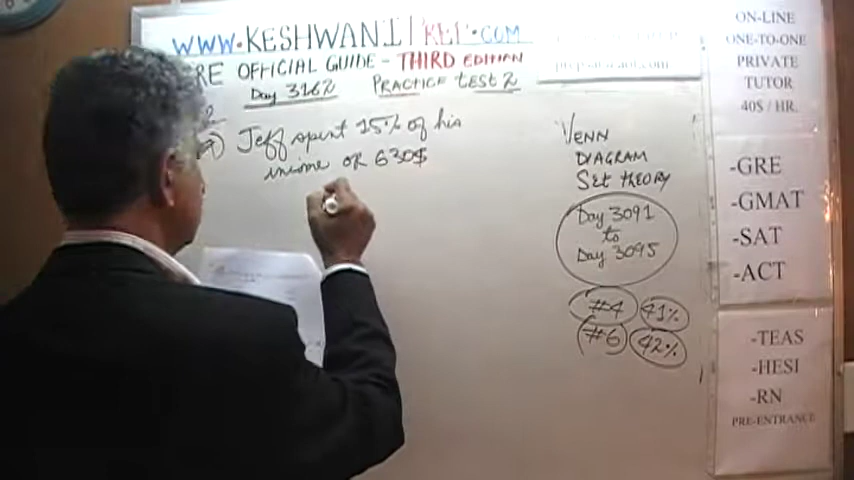 WWW.KESHWANI PREP.COM
GRE OFFICIAL GUIDE - THIRD EDITION
Day 3162 PRACTICE test 2
a) Jeff spent 15% of his
income or 630$
VENN
DIAGRAM
Set theory
Day 3091
to
Day 3095
#4 41%
#6 42%
ON-LINE
ONE-TO-ONE
PRIVATE
TUTOR
40$ / HR.
-GRE
-GMAT
-SAT
-ACT
-TEAS
-HESI
-RN
PRE-ENTRANCE